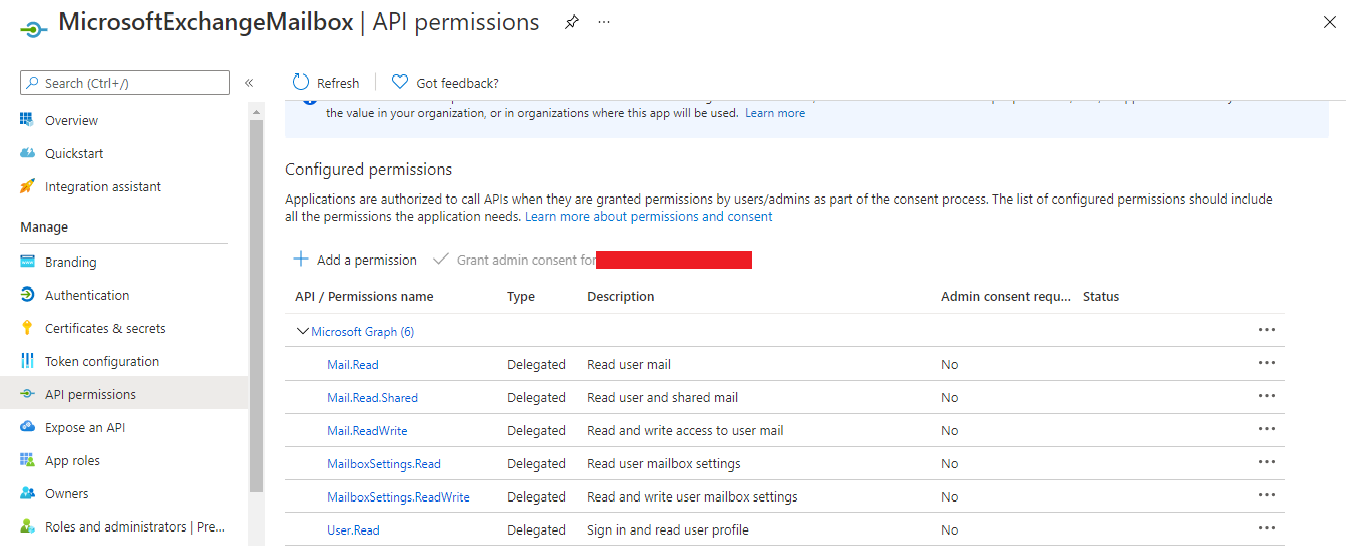 MicrosoftExchangeMailbox | API permissions
Search (Ctrl+/)
Refresh
Got feedback?
the value in your organization, or in organizations where this app will be used. Learn more
Overview
Quickstart
Integration assistant
Manage
Branding
Authentication
Certificates & secrets
Token configuration
API permissions
Expose an API
App roles
Owners
Roles and administrators | Pre...
Configured permissions
Applications are authorized to call APIs when they are granted permissions by users/admins as part of the consent process. The list of configured permissions should include
all the permissions the application needs. Learn more about permissions and consent
Add a permission Grant admin consent for
API / Permissions name Type Description Admin consent requ... Status
Microsoft Graph (6)
Mail.Read Delegated Read user mail No
Mail.Read.Shared Delegated Read user and shared mail No
Mail.ReadWrite Delegated Read and write access to user mail No
MailboxSettings.Read Delegated Read user mailbox settings No
MailboxSettings.ReadWrite Delegated Read and write user mailbox settings No
User.Read Delegated Sign in and read user profile No